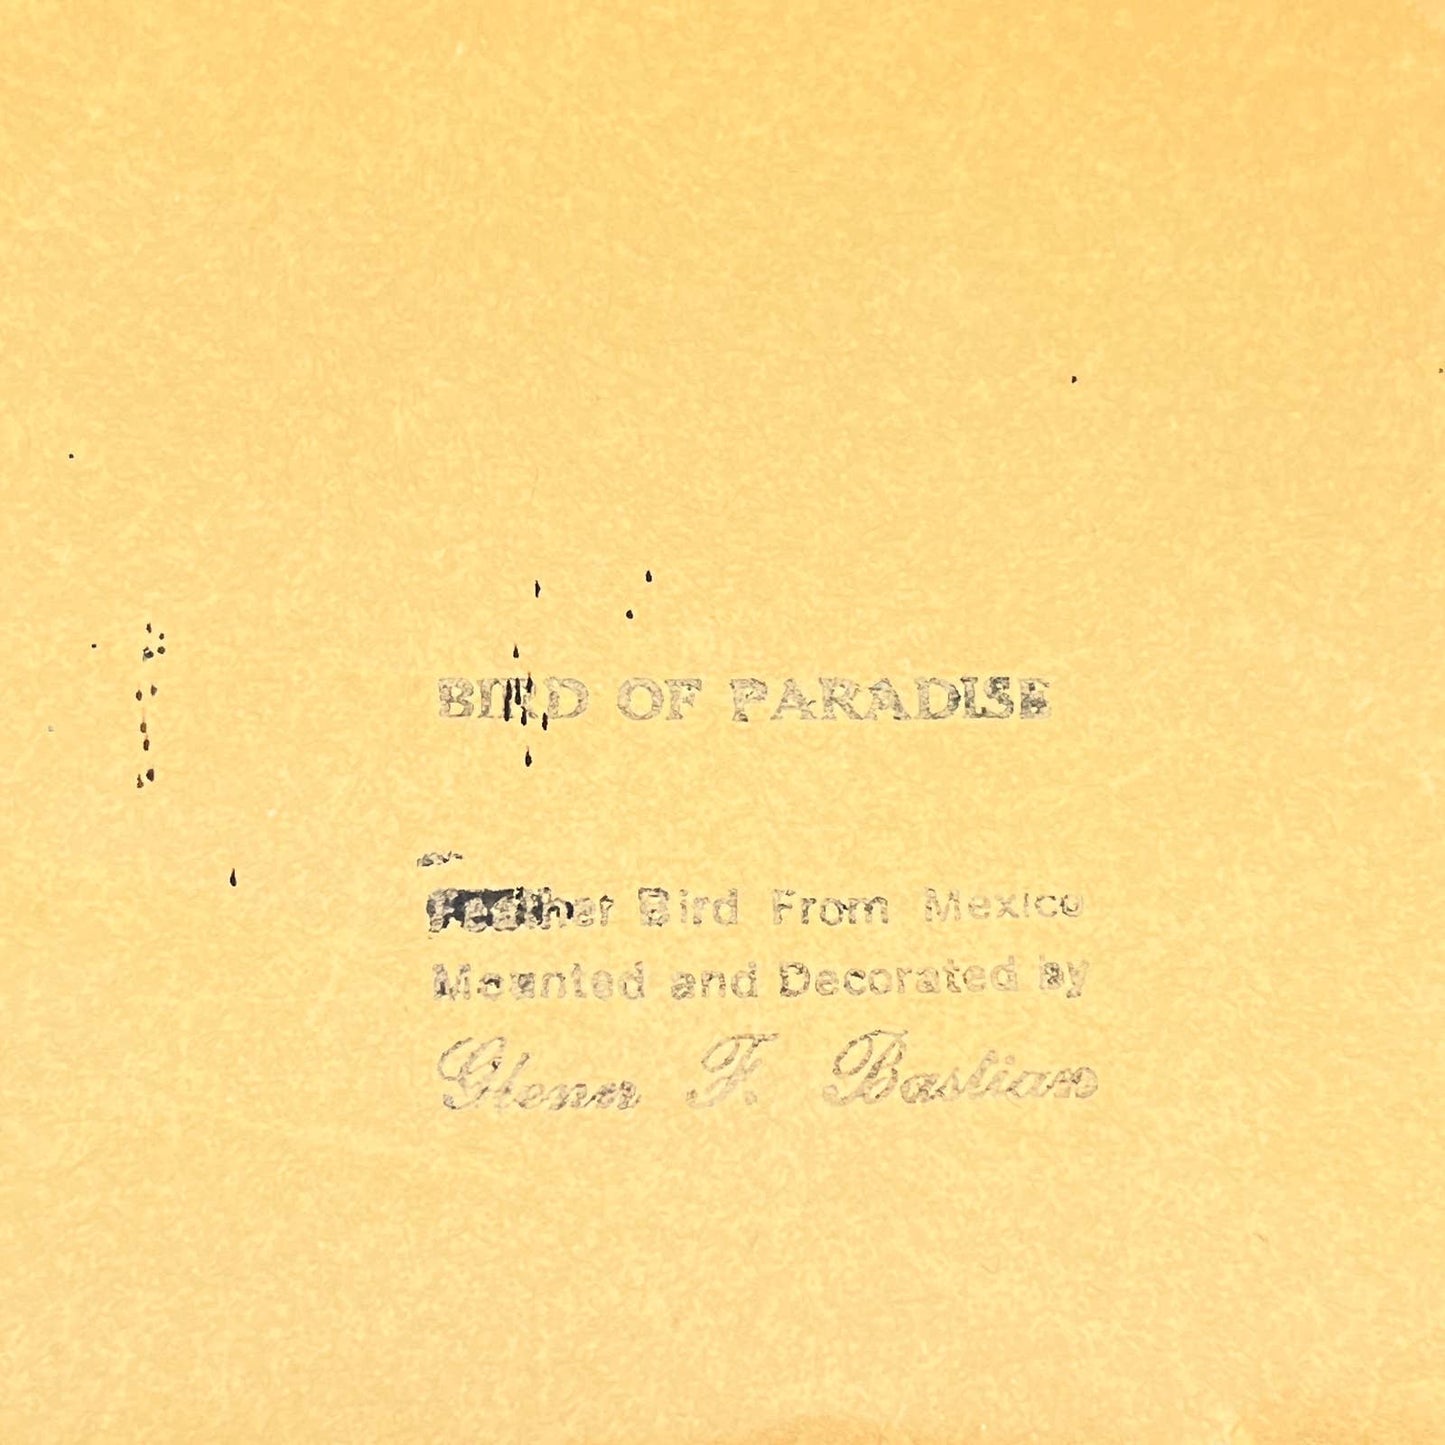 BIRD OF PARADISE
Feather Bird From Mexico
Mounted and Decorated by
Glenn F. Bastian